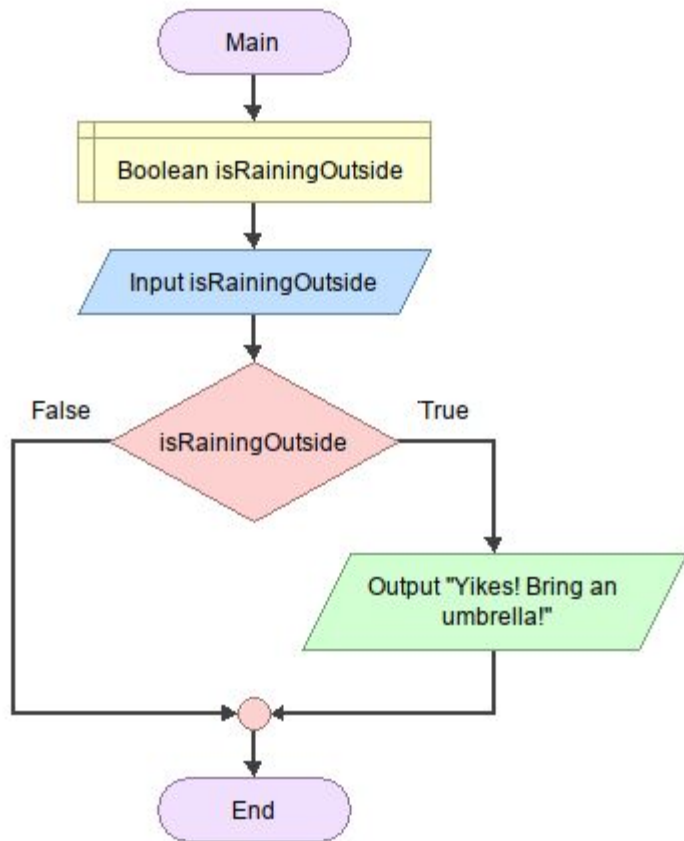 Main
Boolean isRainingOutside
Input isRainingOutside
False
True
isRainingOutside
Output "Yikes! Bring an
umbrella!"
End